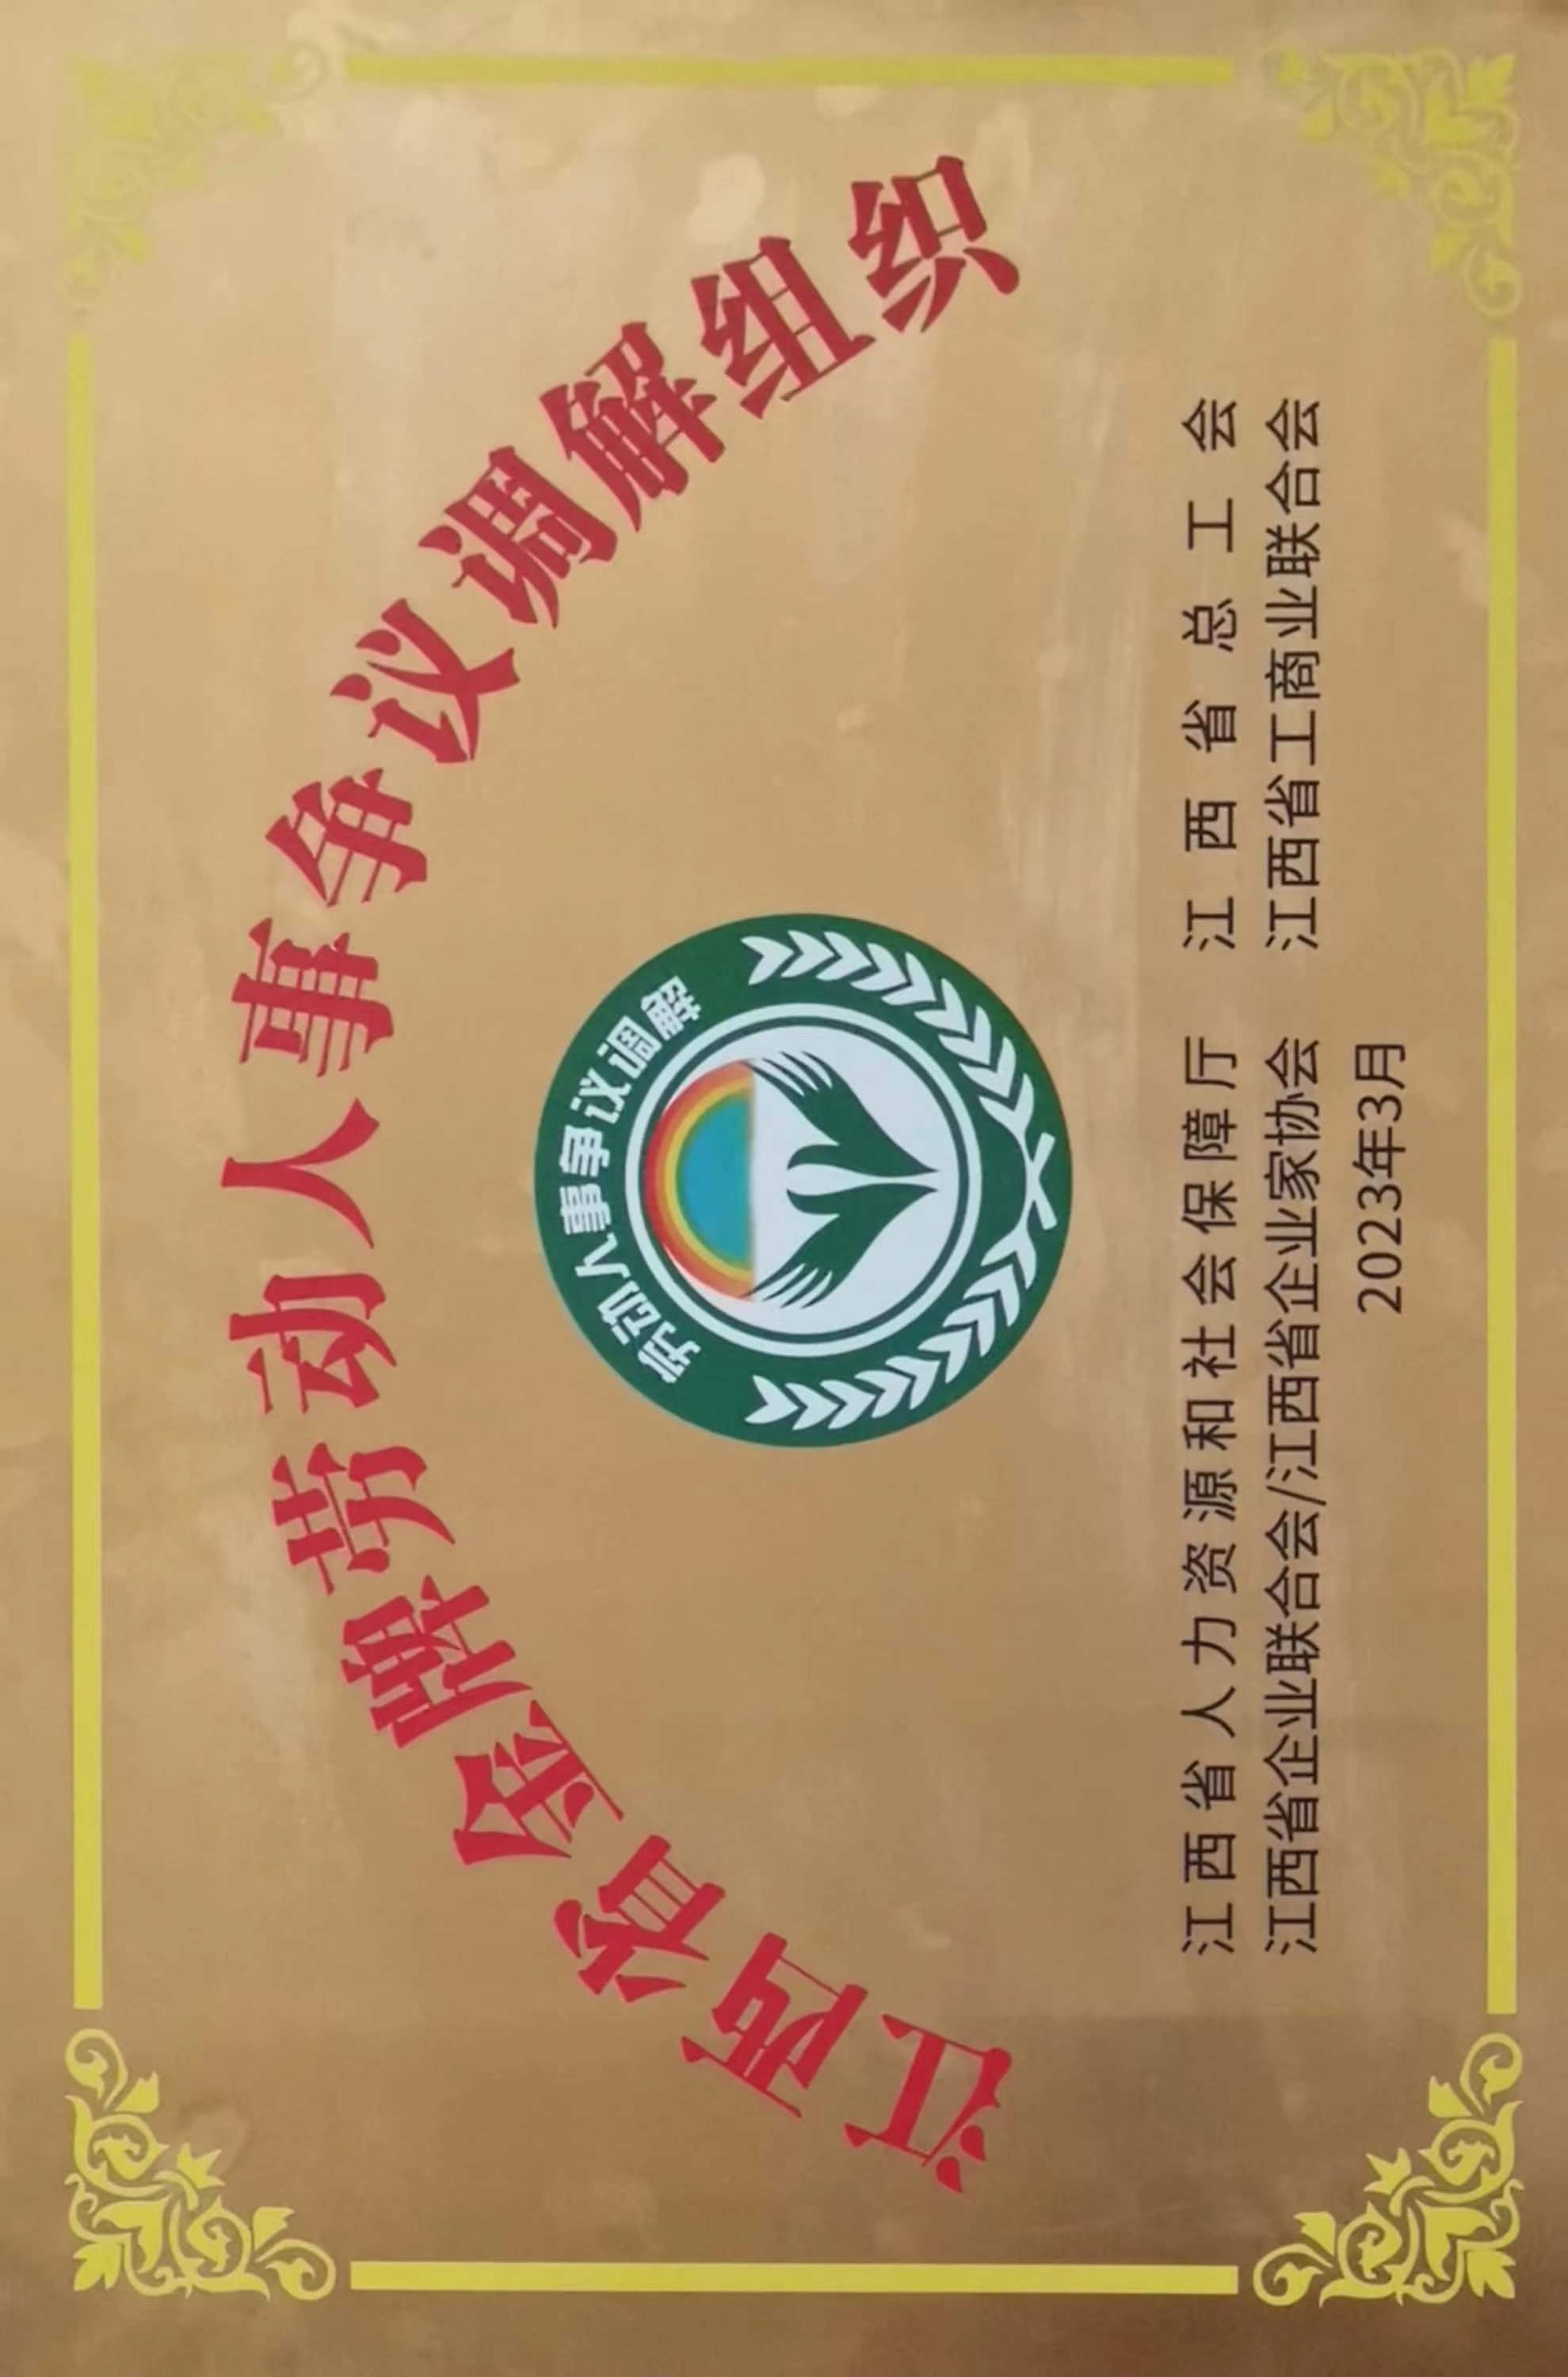 江西省金牌劳动人事争议调解组织
劳动人事争议调解
江西省人力资源和社会保障厅 江西省总工会
江西省企业联合会/江西省企业家协会 江西省工商业联合会
2023年3月